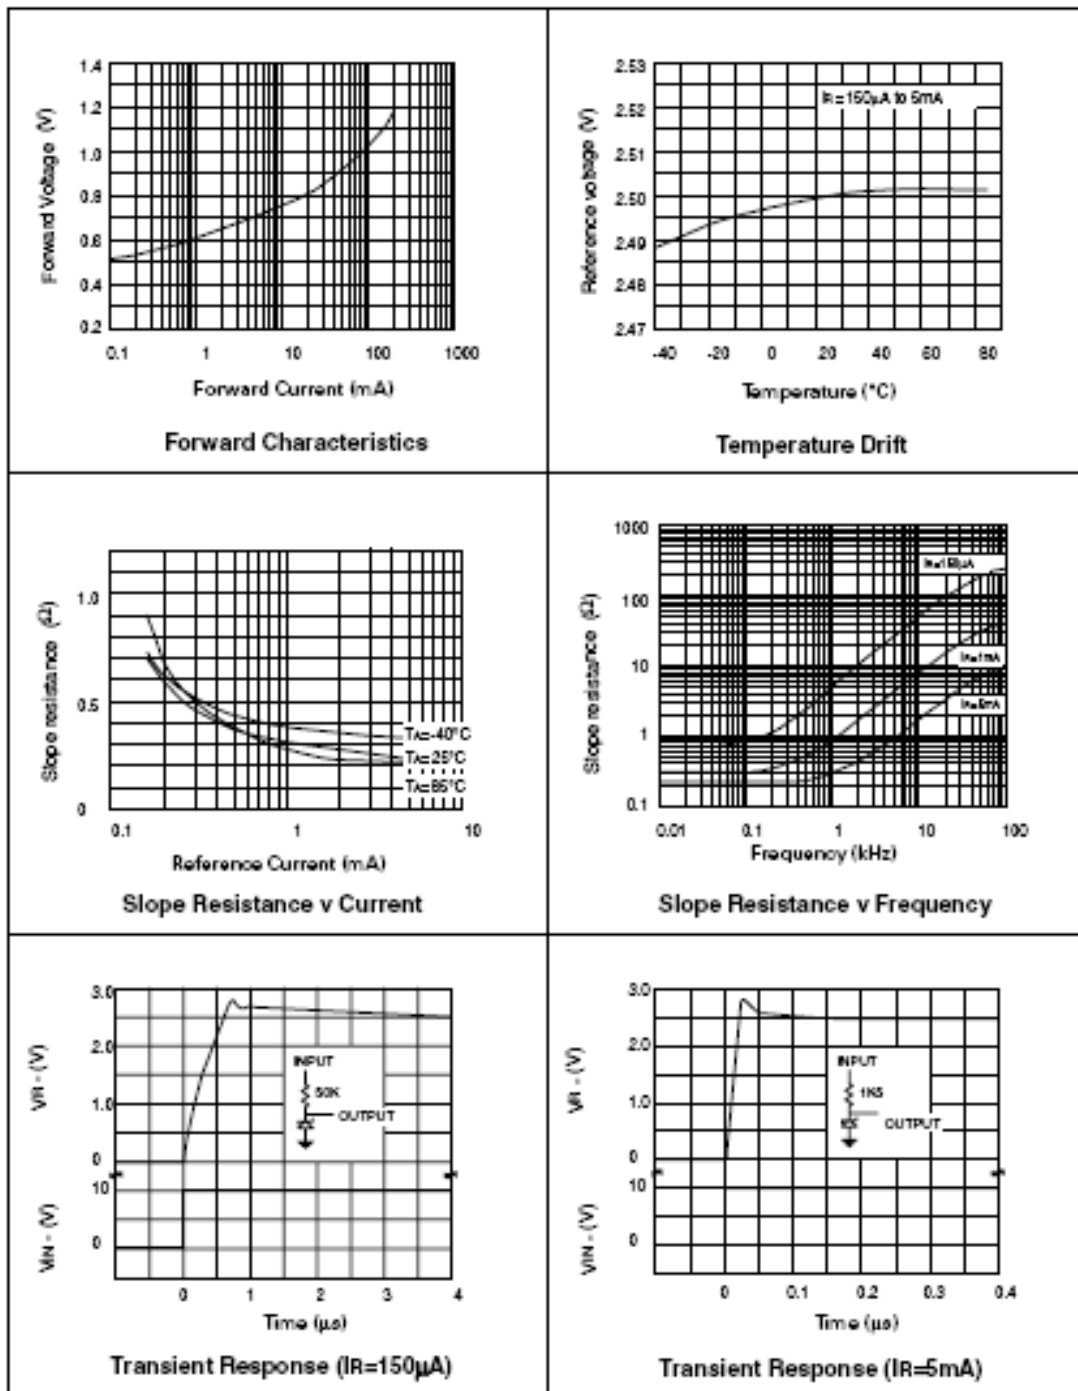 1.4
1.2
1.0
0.8
0.6
0.4
0.2
Forward Voltage (V)
0.1 1 10 100 1000
Forward Current (mA)
Forward Characteristics
2.53
2.52
2.51
2.50
2.49
2.48
2.47
Reference voltage (V)
IR=150µA to 5mA
-40 -20 0 20 40 60 80
Temperature (°C)
Temperature Drift
1.0
0.5
0
Slope resistance (Ω)
TA=-40°C
TA=25°C
TA=85°C
0.1 1 10
Reference Current (mA)
Slope Resistance v Current
1000
100
10
1
0.1
Slope resistance (Ω)
IR=150µA
IR=1mA
IR=5mA
0.01 0.1 1 10 100
Frequency (kHz)
Slope Resistance v Frequency
3.0
2.0
1.0
0
10
0
VR - (V)
VIN - (V)
INPUT
50K
OUTPUT
0 1 2 3 4
Time (µs)
Transient Response (IR=150µA)
3.0
2.0
1.0
0
10
0
VR - (V)
VIN - (V)
INPUT
1K5
OUTPUT
0 0.1 0.2 0.3 0.4
Time (µs)
Transient Response (IR=5mA)